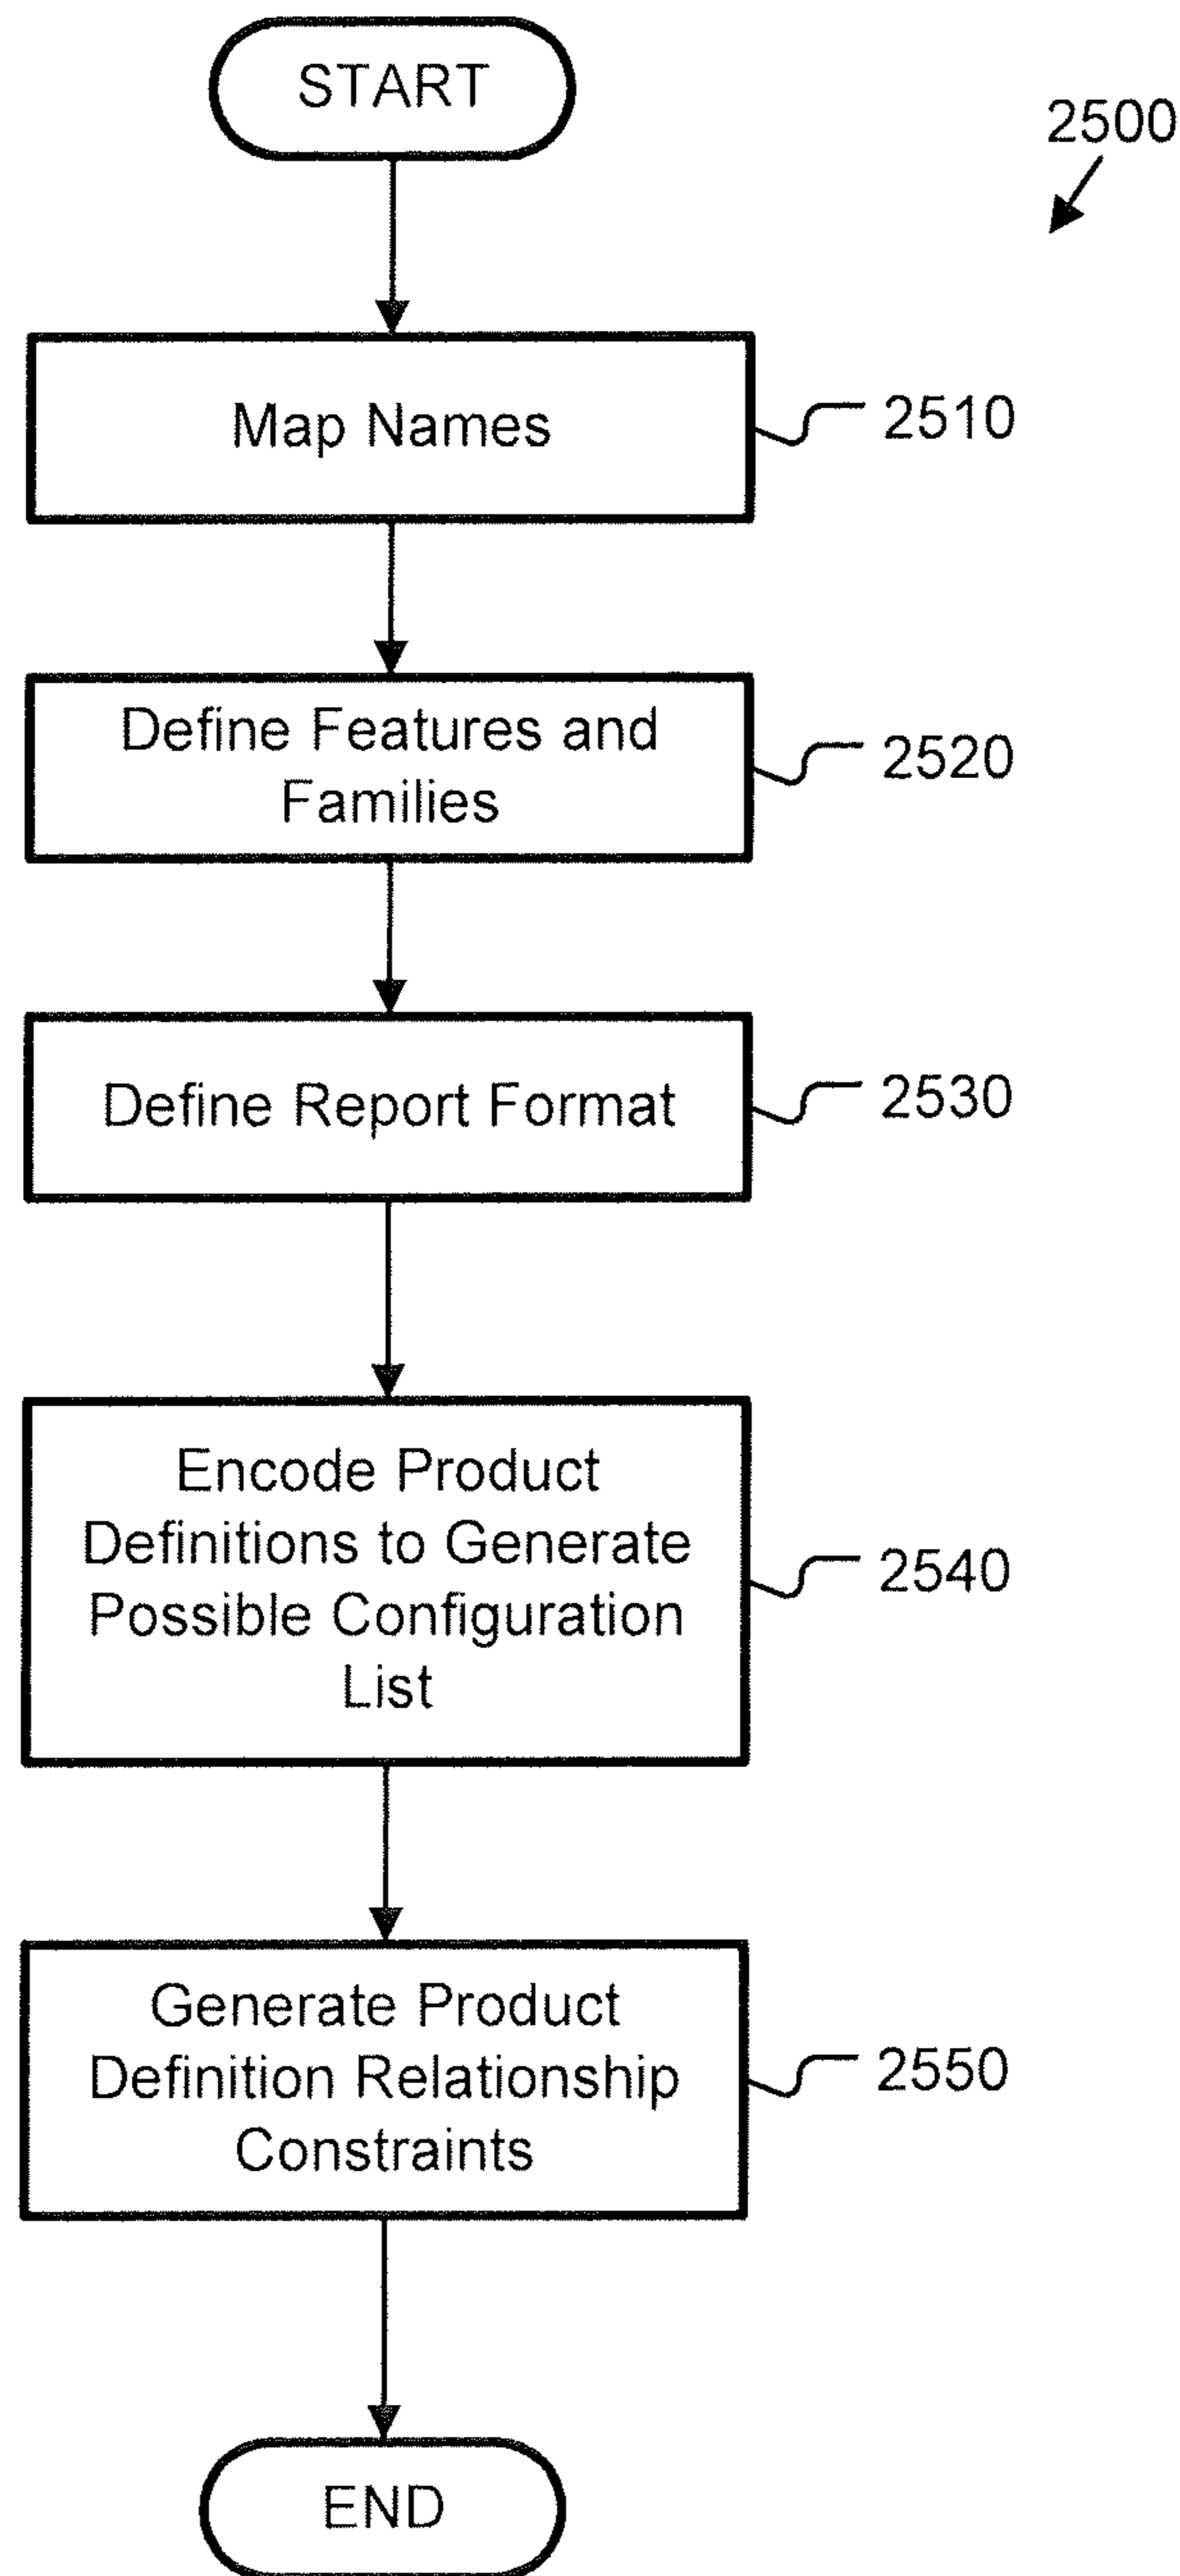 START
2500
Map Names
2510
Define Features and
Families
2520
Define Report Format
2530
Encode Product
Definitions to Generate
Possible Configuration
List
2540
Generate Product
Definition Relationship
Constraints
2550
END